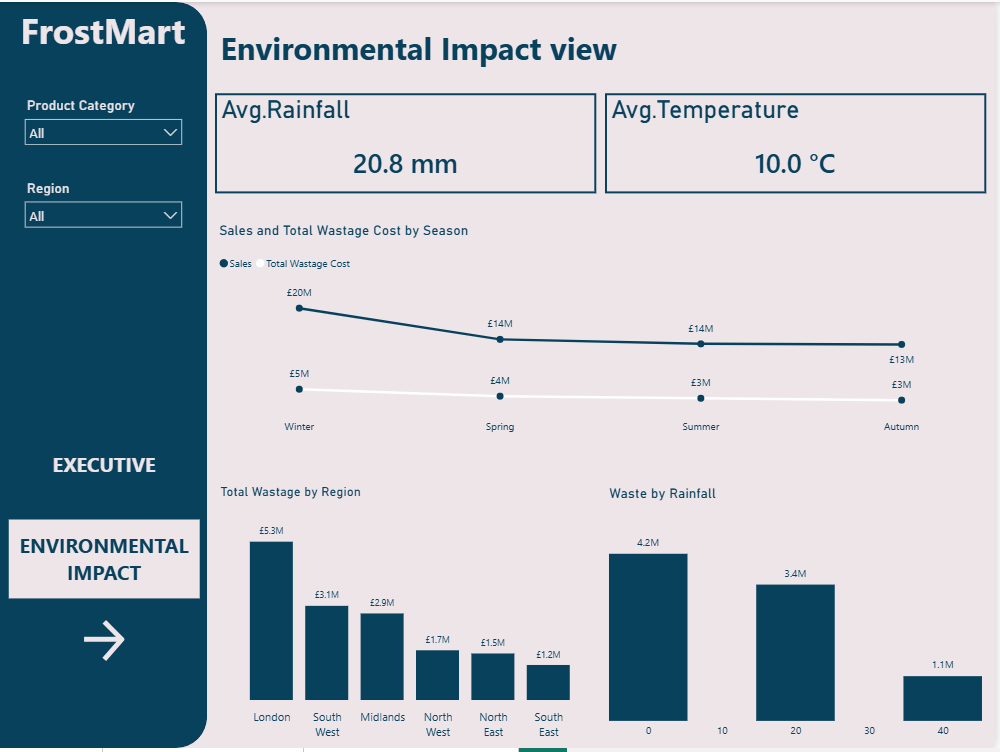 FrostMart
Product Category
All
Region
All
EXECUTIVE
ENVIRONMENTAL
IMPACT
Environmental Impact view
Avg.Rainfall
20.8 mm
Avg.Temperature
10.0 °C
Sales and Total Wastage Cost by Season
Sales Total Wastage Cost
£20M
£14M
£14M
£13M
£5M
£4M
£3M
£3M
Winter Spring Summer Autumn
Total Wastage by Region
£5.3M
£3.1M
£2.9M
£1.7M
£1.5M
£1.2M
London
South
West
Midlands
North
West
North
East
South
East
Waste by Rainfall
4.2M
3.4M
1.1M
0 10 20 30 40